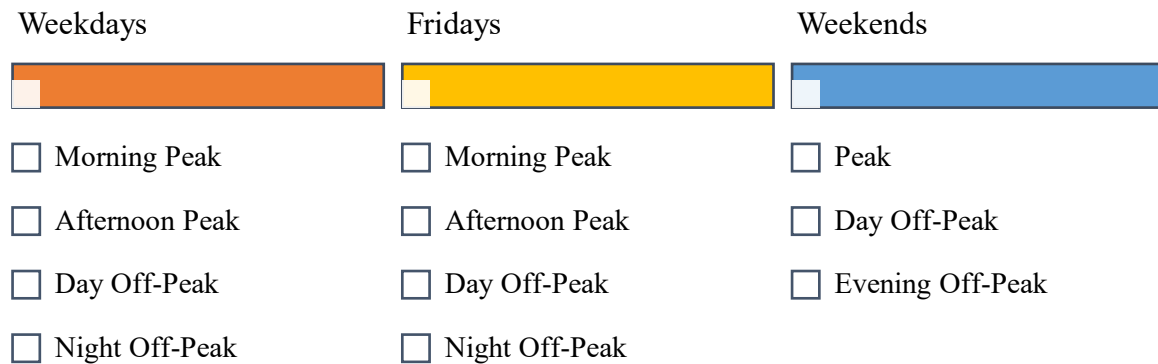 Weekdays
Morning Peak
Afternoon Peak
Day Off-Peak
Night Off-Peak
Fridays
Morning Peak
Afternoon Peak
Day Off-Peak
Night Off-Peak
Weekends
Peak
Day Off-Peak
Evening Off-Peak